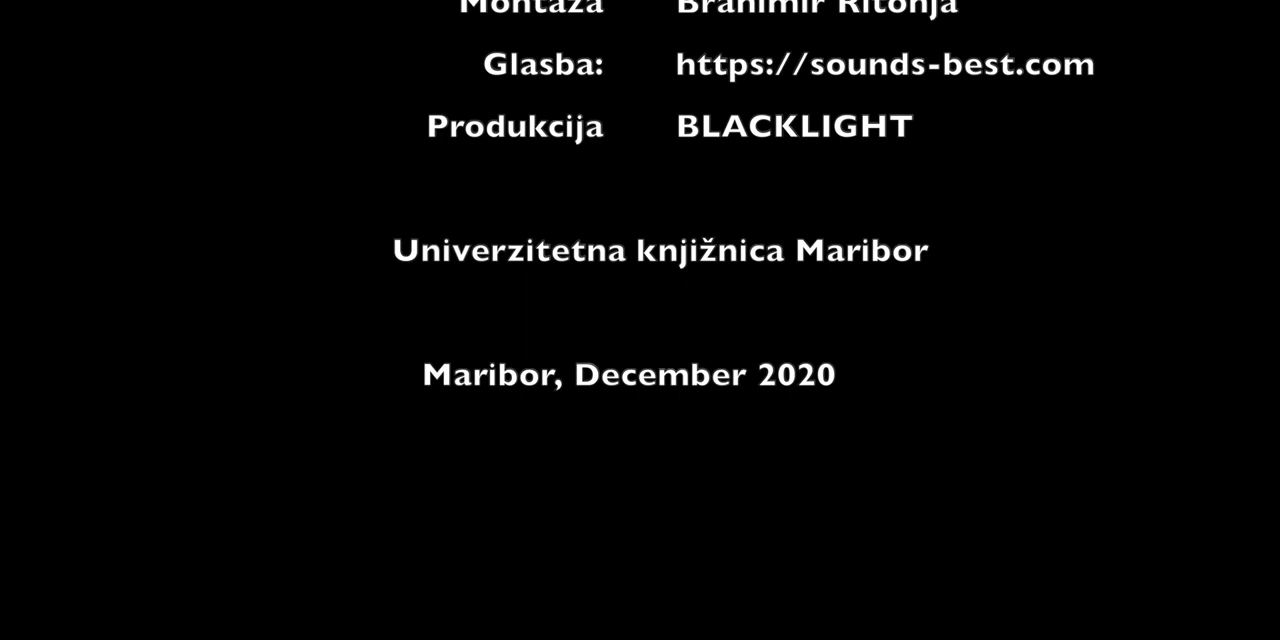 Montaža Branimir Ritonja
Glasba: https://sounds-best.com
Produkcija BLACKLIGHT
Univerzitetna knjižnica Maribor
Maribor, December 2020